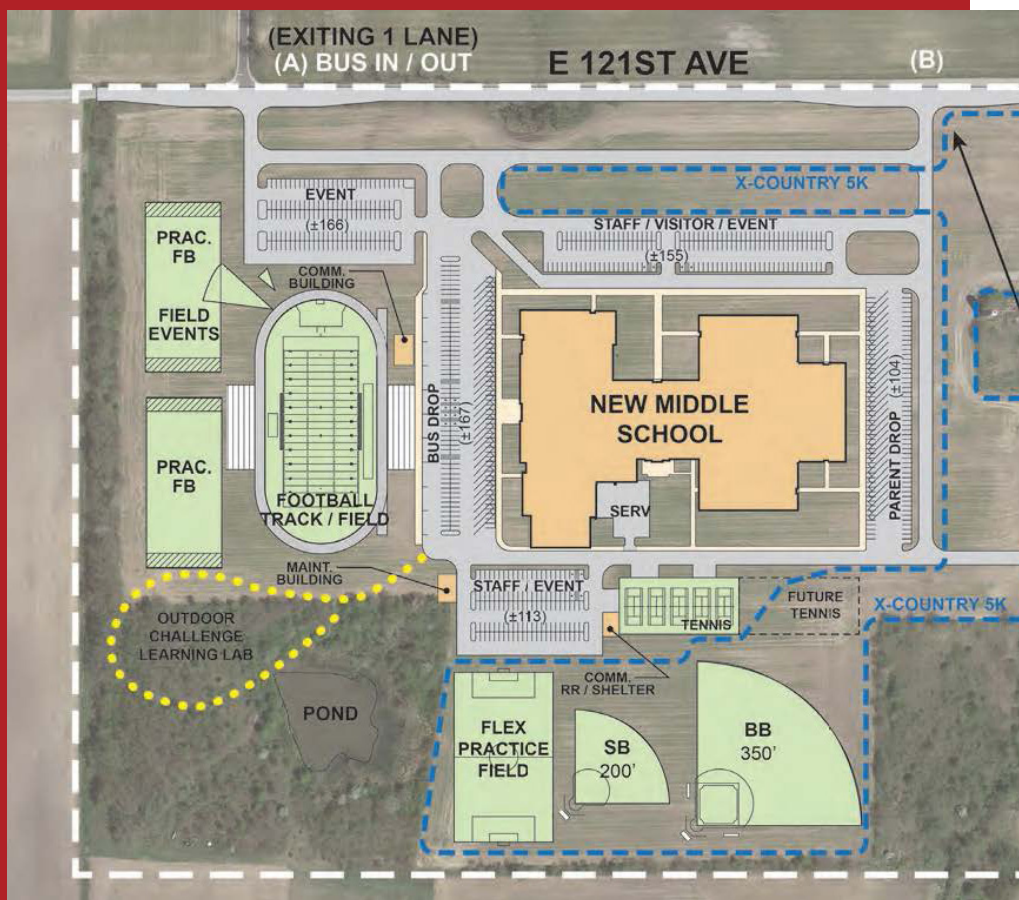 (EXITING 1 LANE)
(A) BUS IN / OUT
E 121ST AVE
(B)
X-COUNTRY 5K
EVENT
(±166)
STAFF / VISITOR / EVENT
(±155)
PRAC.
FB
FIELD
EVENTS
COMM.
BUILDING
BUS DROP
(±167)
NEW MIDDLE
SCHOOL
(±104)
PARENT DROP
PRAC.
FB
FOOTBALL
TRACK / FIELD
SERV
MAINT.
BUILDING
STAFF / EVENT
(±113)
TENNIS
FUTURE
TENNIS
X-COUNTRY 5K
OUTDOOR
CHALLENGE
LEARNING LAB
COMM.
RR / SHELTER
POND
FLEX
PRACTICE
FIELD
SB
200'
BB
350'